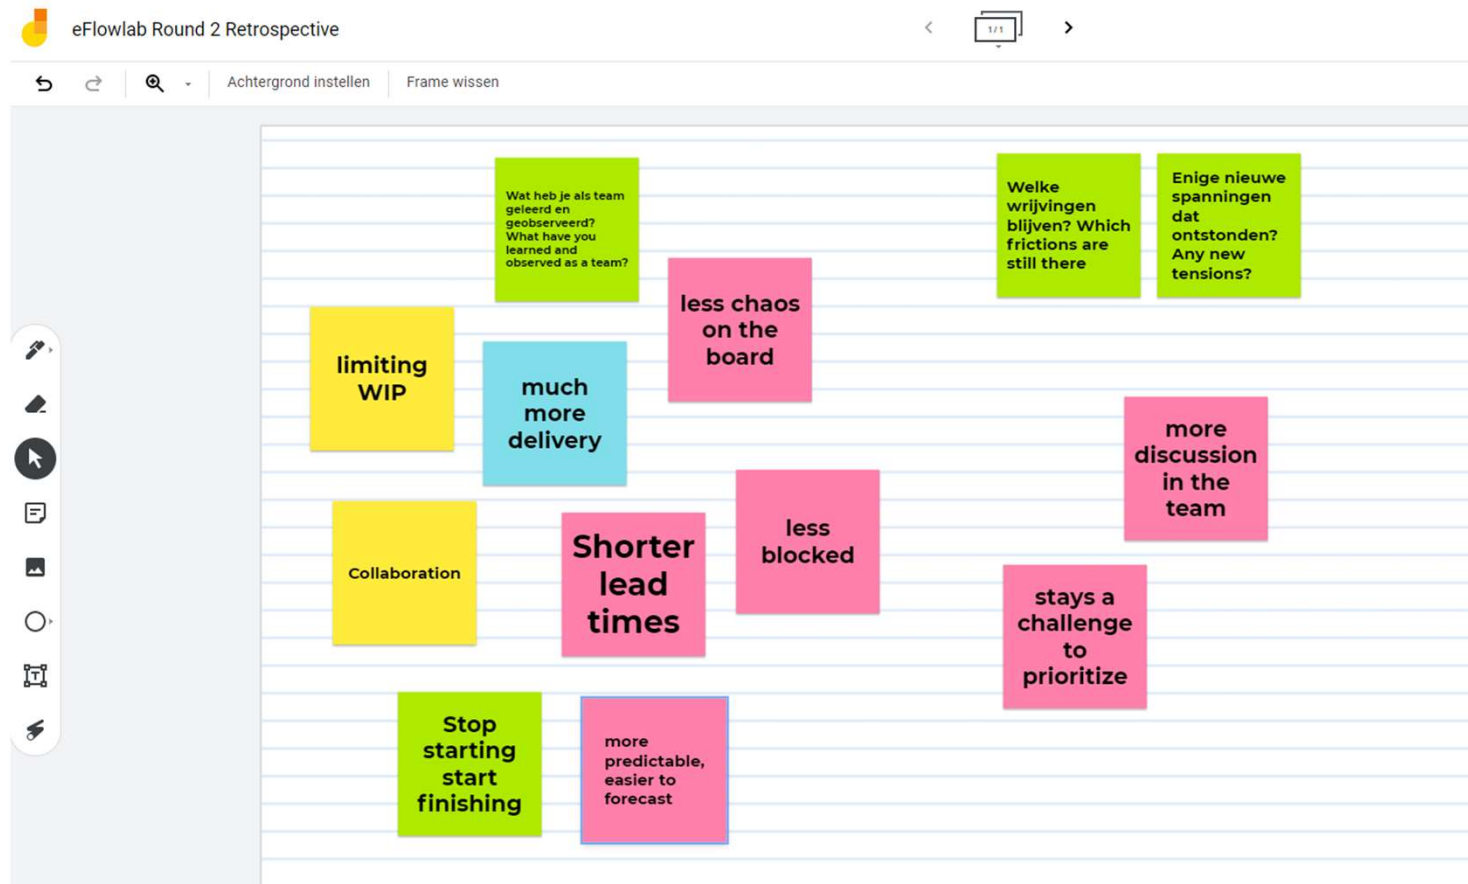 eFlowlab Round 2 Retrospective
1/1
Achtergrond instellen
Frame wissen
Wat heb je als team
geleerd en
geobserveerd?
What have you
learned and
observed as a team?
Welke
wrijvingen
blijven? Which
frictions are
still there
Enige nieuwe
spanningen
dat
ontstonden?
Any new
tensions?
less chaos
on the
board
limiting
WIP
much
more
delivery
more
discussion
in the
team
less
blocked
Collaboration
Shorter
lead
times
stays a
challenge
to
prioritize
Stop
starting
start
finishing
more
predictable,
easier to
forecast